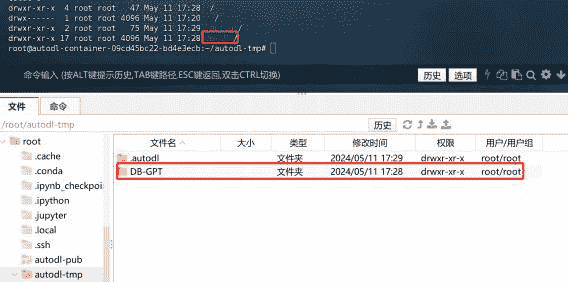 drwxr-xr-x 4 root root 47 May 11 17:28 /
drwx------ 1 root root 4096 May 11 17:20 /
drwxr-xr-x 2 root root 75 May 11 17:29 /
drwxr-xr-x 17 root root 4096 May 11 17:28 /
root@autodl-container-09cd45bc22-bd4e3ecb:~/autodl-tmp#
命令输入 (按ALT键提示历史,TAB键路径,ESC键返回,双击CTRL切换)
历史 选项
文件 命令
/root/autodl-tmp 历史
root
.cache
.conda
.ipynb_checkpoin
.ipython
.jupyter
.local
.ssh
autodl-pub
autodl-tmp
文件名 大小 类型 修改时间 权限 用户/用户组
.autodl 文件夹 2024/05/11 17:29 drwxr-xr-x root/root
DB-GPT 文件夹 2024/05/11 17:28 drwxr-xr-x root/root